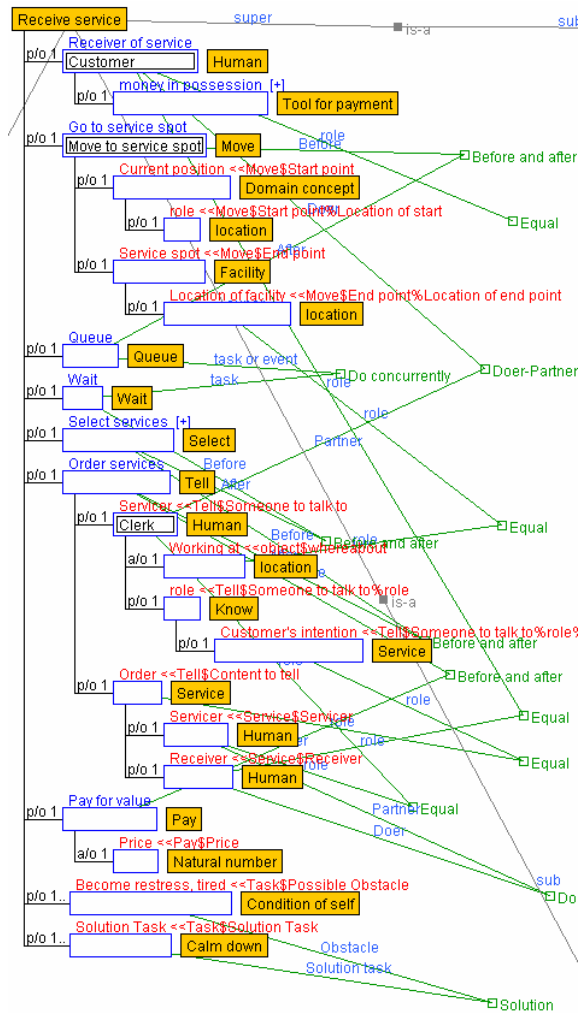 Receive service super is-a sub
Receiver of service
p/o 1 Customer Human
money in possession [+]
p/o 1 Tool for payment
role
Go to service spot
p/o 1 Move to service spot Move Before Before and after
Current position <<Move$Start point
p/o 1 Domain concept
Doer
role <<Move$Start point%Location of start
p/o 1 location Equal
After
Service spot <<Move$End point
p/o 1 Facility
Location of facility <<Move$End point%Location of end point
p/o 1 location
Queue
p/o 1 Queue task or event Do concurrently Doer-Partner
Wait
p/o 1 Wait task role
role
Select services [+]
p/o 1 Select Partner
Order services Before
p/o 1 Tell After
Servicer <<Tell$Someone to talk to
p/o 1 Clerk Human Equal
Before role
Working at <<object$whereabout Before and after
a/o 1 location
role <<Tell$Someone to talk to%role is-a
p/o 1 Know
Customer's intention <<Tell$Someone to talk to%role%
p/o 1 Service Before and after
Order <<Tell$Content to tell role Before and after
p/o 1 Service role
Servicer <<Service$Servicer Equal
p/o 1 Human role
Receiver <<Service$Receiver Equal
p/o 1 Human role
Pay for value Partner Equal
p/o 1 Pay Doer
Price <<Pay$Price
a/o 1 Natural number
Become restress, tired <<Task$Possible Obstacle sub
p/o 1.. Condition of self Do
Solution Task <<Task$Solution Task
p/o 1.. Calm down Obstacle
Solution task
Solution